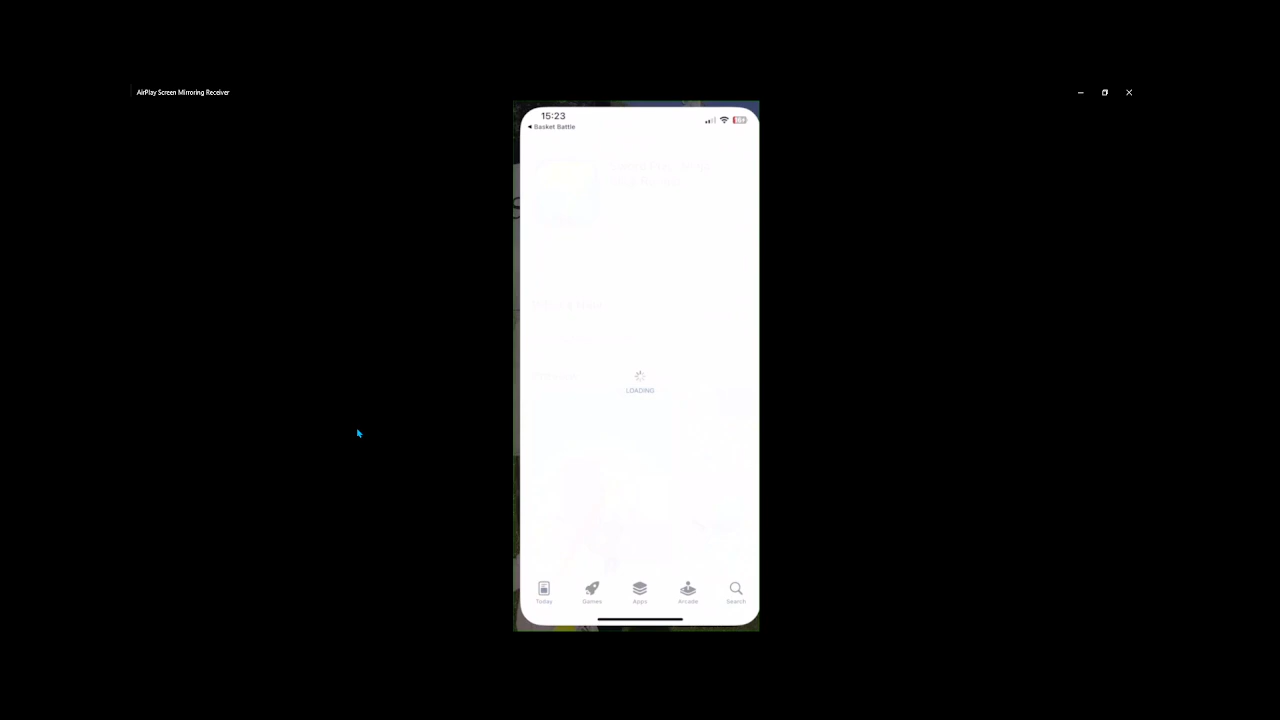 AirPlay Screen Mirroring Receiver
15:23
◄ Basket Battle
LOADING
Today
Games
Apps
Arcade
Search